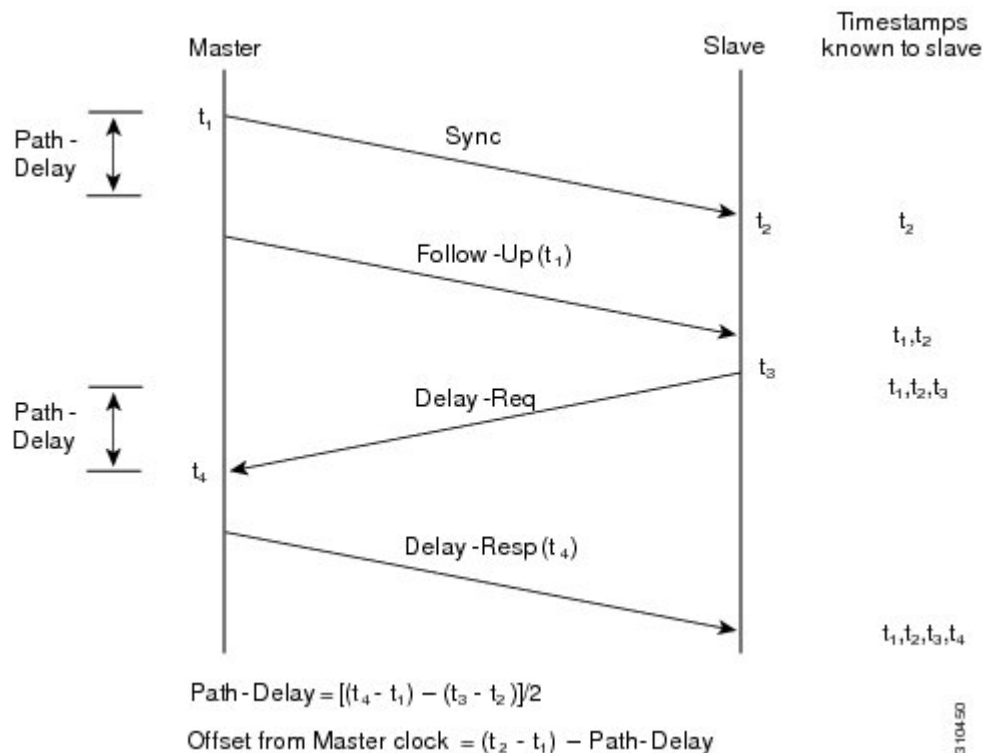 Timestamps
known to slave
Master
Slave
t₁
Path-
Delay
Sync
t₂
t₂
Follow-Up(t₁)
t₁,t₂
t₃
t₁,t₂,t₃
Delay-Req
Path-
Delay
t₄
Delay-Resp(t₄)
t₁,t₂,t₃,t₄
Path-Delay = [(t₄ - t₁) – (t₃ - t₂)]/2
Offset from Master clock = (t₂ - t₁) – Path-Delay
310450